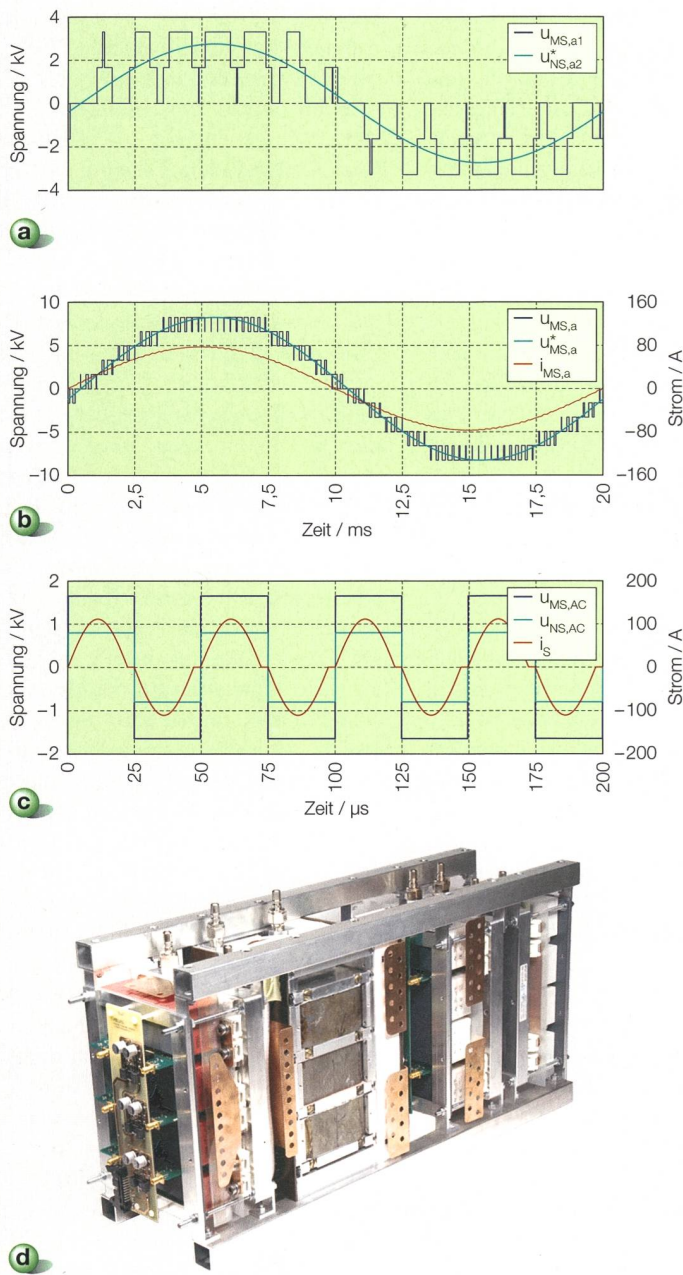 4
2
0
−2
−4
Spannung / kV
u_MS,a1
u*_NS,a2
a
10
5
0
−5
−10
Spannung / kV
160
80
0
−80
−160
Strom / A
u_MS,a
u*_MS,a
i_MS,a
0
2,5
5
7,5
10
12,5
15
17,5
20
Zeit / ms
b
2
1
0
−1
−2
Spannung / kV
200
100
0
−100
−200
Strom / A
u_MS,AC
u_NS,AC
i_S
0
25
50
75
100
125
150
175
200
Zeit / µs
c
d